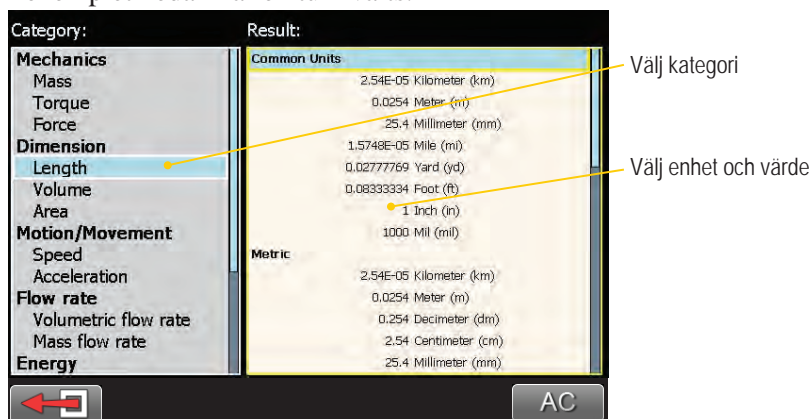 Category:
Mechanics
Mass
Torque
Force
Dimension
Length
Volume
Area
Motion/Movement
Speed
Acceleration
Flow rate
Volumetric flow rate
Mass flow rate
Energy
Result:
Common Units
2.54E-05 Kilometer (km)
0.0254 Meter (m)
25.4 Millimeter (mm)
1.5748E-05 Mile (mi)
0.02777769 Yard (yd)
0.08333334 Foot (ft)
1 Inch (in)
1000 Mil (mil)
Metric
2.54E-05 Kilometer (km)
0.0254 Meter (m)
0.254 Decimeter (dm)
2.54 Centimeter (cm)
25.4 Millimeter (mm)
AC
Välj kategori
Välj enhet och värde